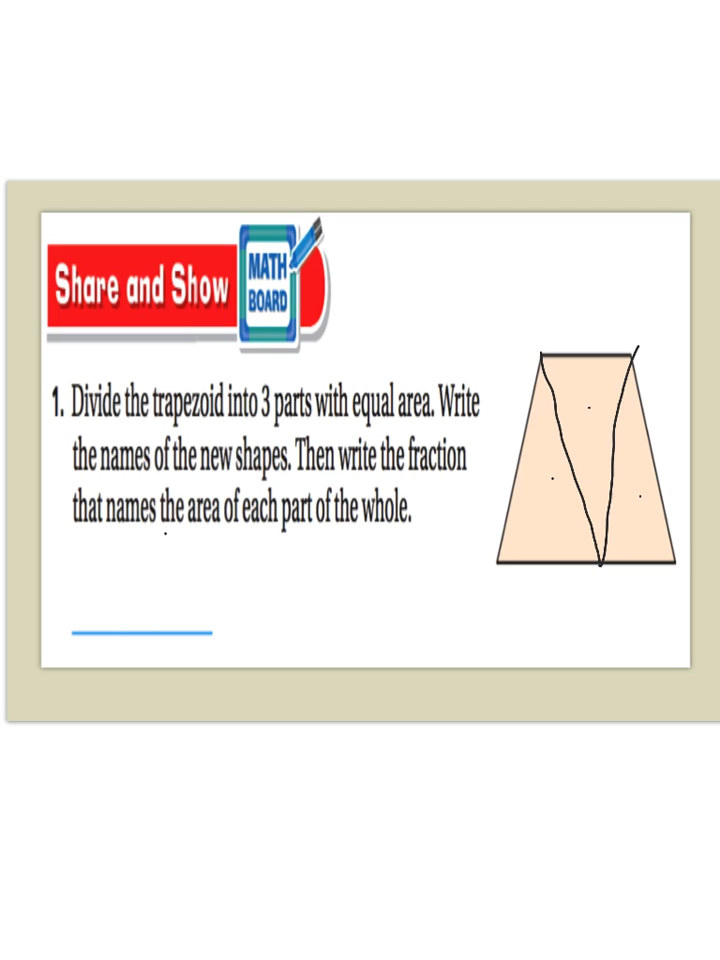 Share and Show
MATH
BOARD
1. Divide the trapezoid into 3 parts with equal area. Write
the names of the new shapes. Then write the fraction
that names the area of each part of the whole.